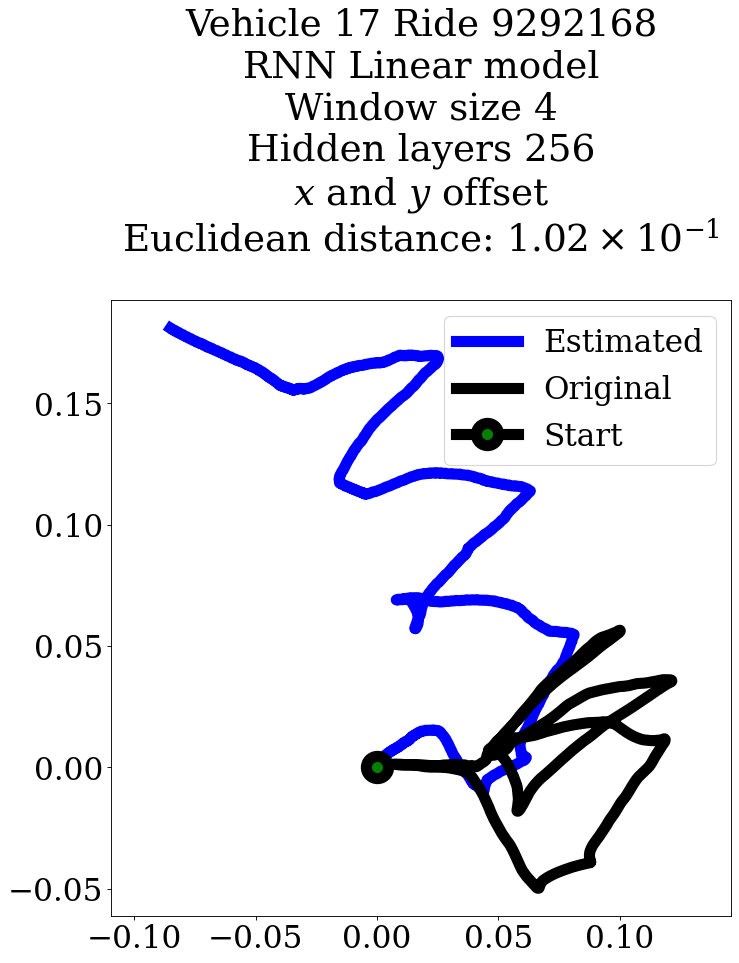 Vehicle 17 Ride 9292168
RNN Linear model
Window size 4
Hidden layers 256
x and y offset
Euclidean distance: 1.02 × 10⁻¹
Estimated
Original
Start
0.15
0.10
0.05
0.00
−0.05
−0.10 −0.05 0.00 0.05 0.10